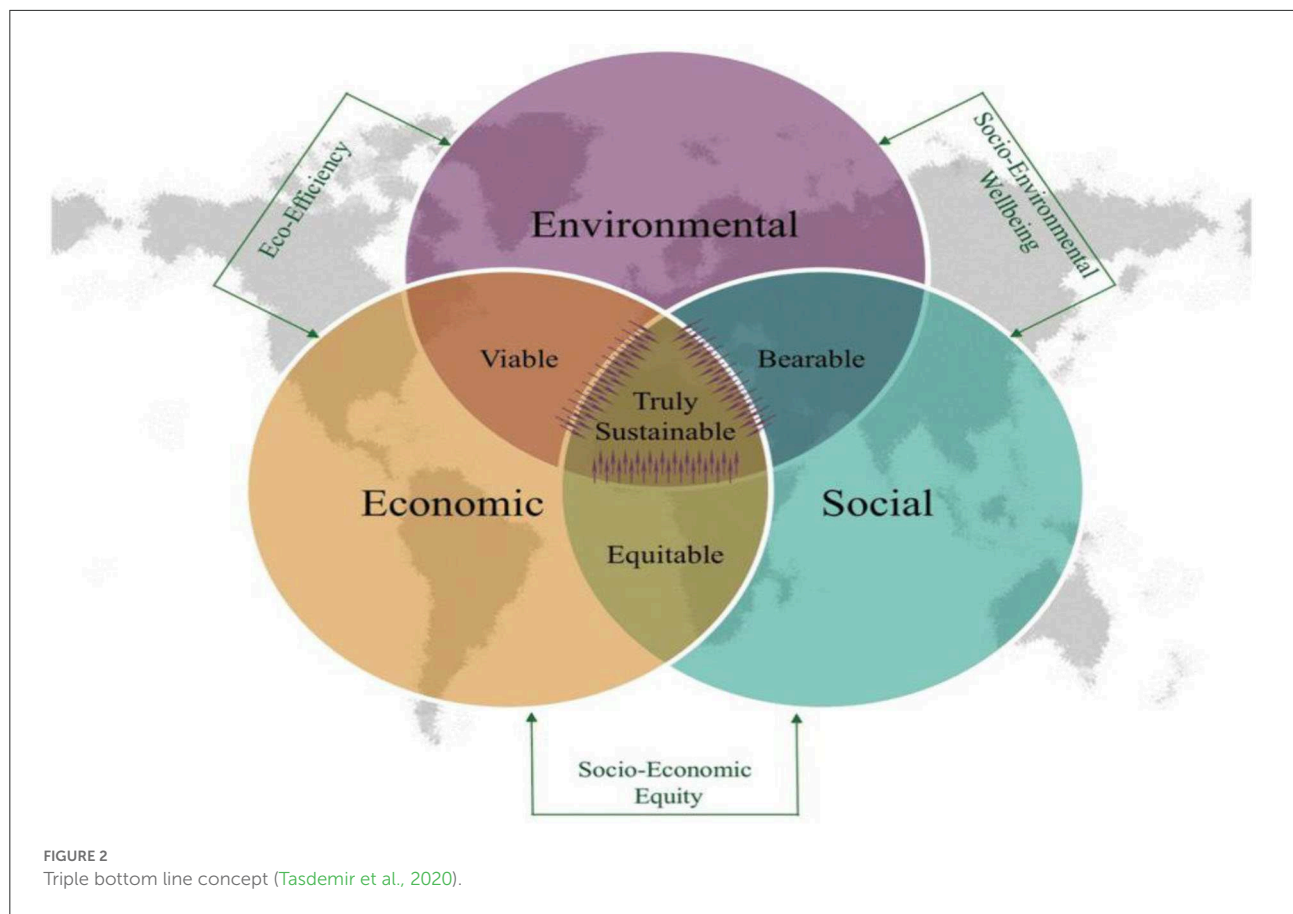 Eco-Efficiency
Socio-Environmental
Wellbeing
Environmental
Viable
Bearable
Truly
Sustainable
Economic
Social
Equitable
Socio-Economic
Equity
FIGURE 2
Triple bottom line concept (Tasdemir et al., 2020).